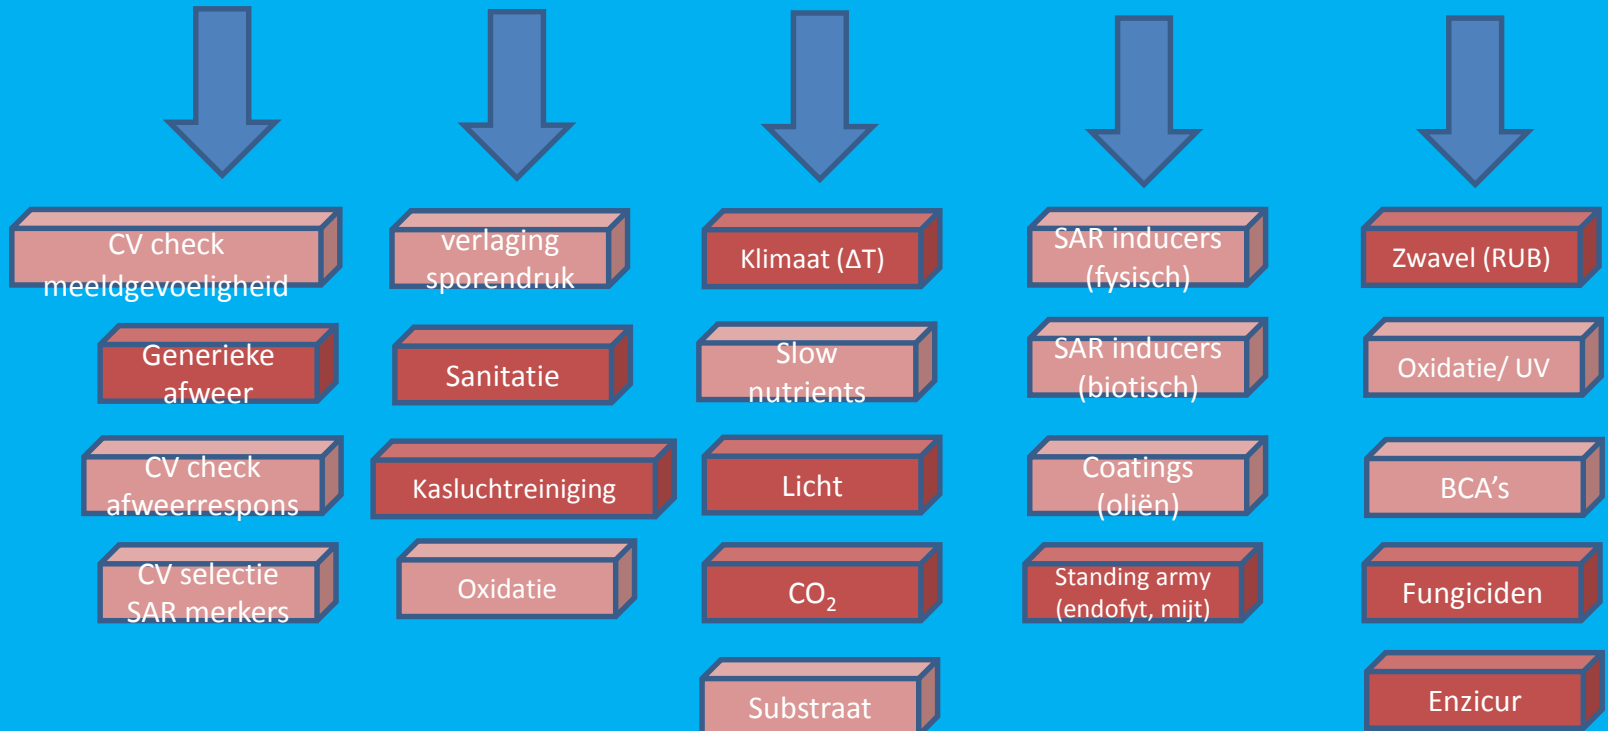 CV check
meeldgevoeligheid
Generieke
afweer
CV check
afweerrespons
CV selectie
SAR merkers
verlaging
sporendruk
Sanitatie
Kasluchtreiniging
Oxidatie
Klimaat (ΔT)
Slow
nutrients
Licht
CO₂
Substraat
SAR inducers
(fysisch)
SAR inducers
(biotisch)
Coatings
(oliën)
Standing army
(endofyt, mijt)
Zwavel (RUB)
Oxidatie/ UV
BCA’s
Fungiciden
Enzicur